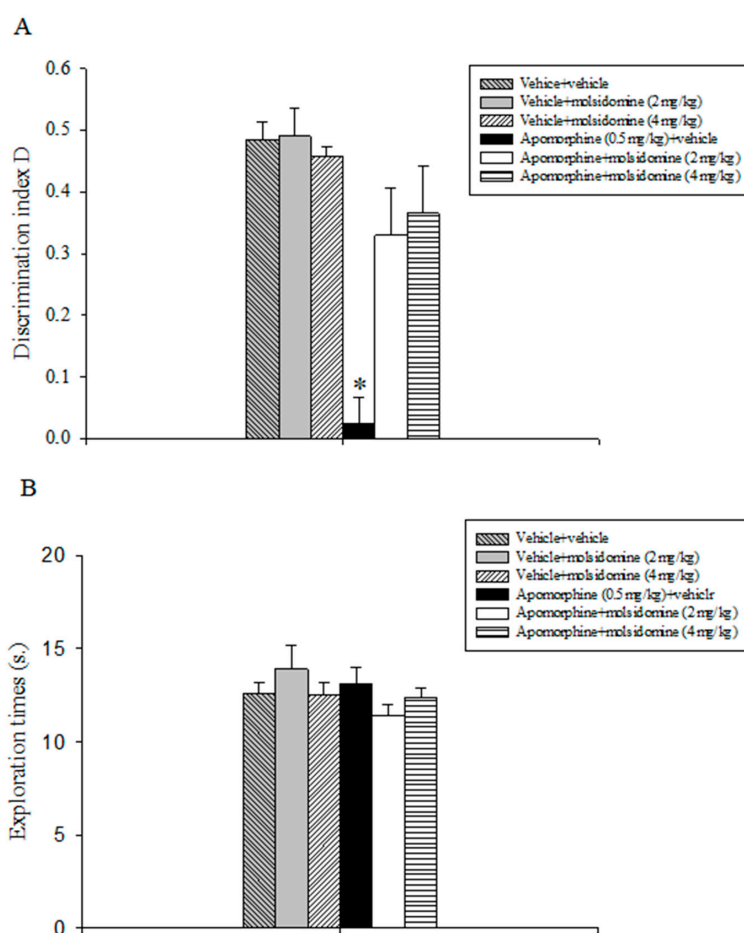 A
Discrimination index D
0.6
0.5
0.4
0.3
0.2
0.1
0.0
*
Vehice+vehicle
Vehicle+molsidomine (2 mg/kg)
Vehicle+molsidomine (4 mg/kg)
Apomorphine (0.5 mg/kg)+vehicle
Apomorphine+molsidomine (2 mg/kg)
Apomorphine+molsidomine (4 mg/kg)
B
Exploration times (s.)
20
15
10
5
0
Vehicle+vehicle
Vehicle+molsidomine (2 mg/kg)
Vehicle+molsidomine (4 mg/kg)
Apomorphine (0.5 mg/kg)+vehiclr
Apomorphine+molsidomine (2 mg/kg)
Apomorphine+molsidomine (4 mg/kg)